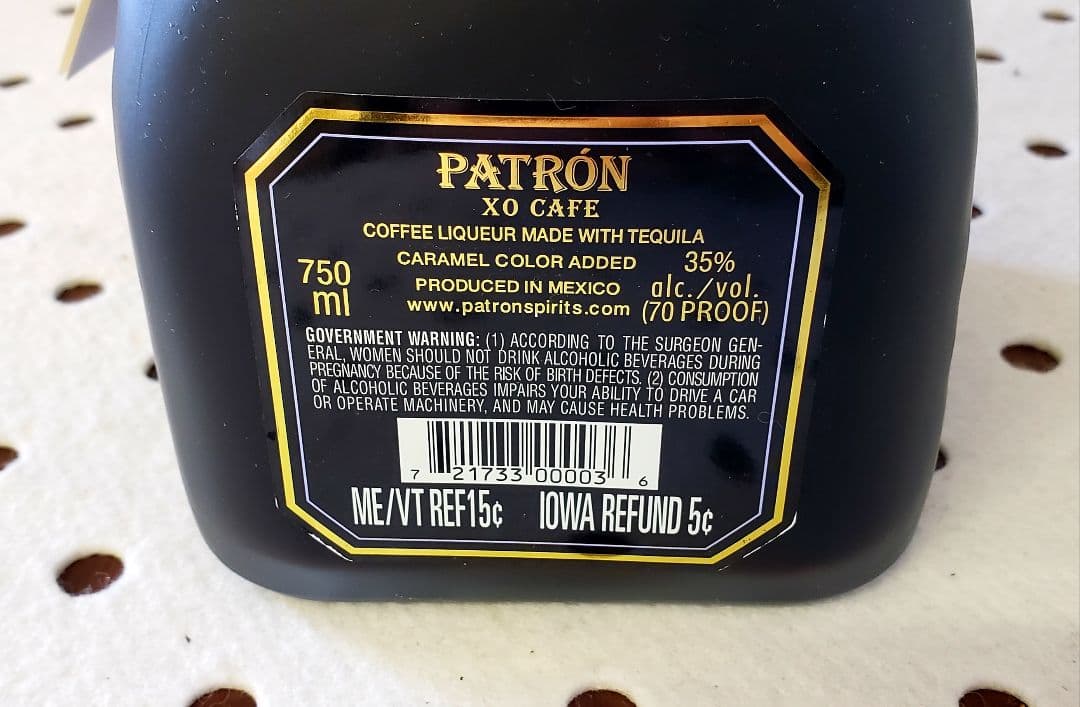 PATRÓN
XO CAFE
COFFEE LIQUEUR MADE WITH TEQUILA
CARAMEL COLOR ADDED
PRODUCED IN MEXICO
www.patronspirits.com
750
ml
35%
alc./vol.
(70 PROOF)
GOVERNMENT WARNING: (1) ACCORDING TO THE SURGEON GEN-
ERAL, WOMEN SHOULD NOT DRINK ALCOHOLIC BEVERAGES DURING
PREGNANCY BECAUSE OF THE RISK OF BIRTH DEFECTS. (2) CONSUMPTION
OF ALCOHOLIC BEVERAGES IMPAIRS YOUR ABILITY TO DRIVE A CAR
OR OPERATE MACHINERY, AND MAY CAUSE HEALTH PROBLEMS.
7 21733 00003 6
ME/VT REF15¢ IOWA REFUND 5¢